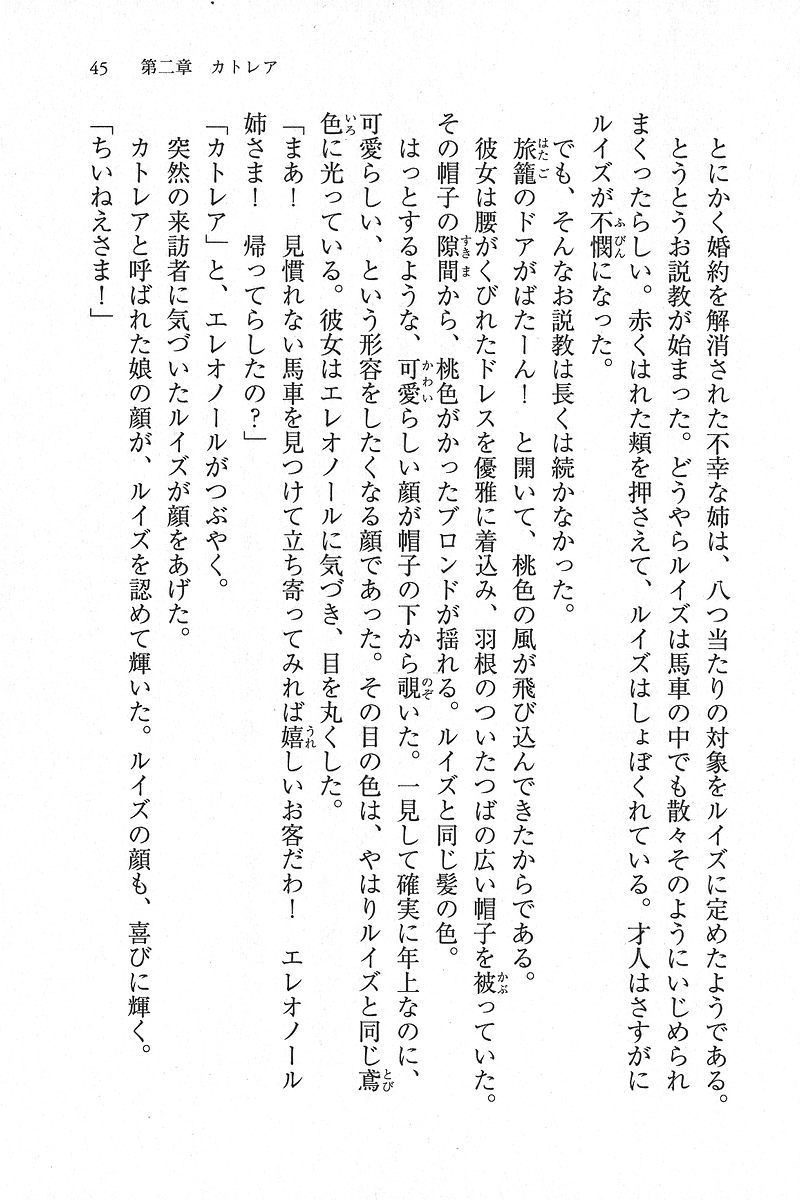 45　第二章　カトレア
とにかく婚約を解消された不幸な姉は、八つ当たりの対象をルイズに定めたようである。
とうとうお説教が始まった。どうやらルイズは馬車の中でも散々そのようにいじめられ
まくったらしい。赤くはれた頬を押さえて、ルイズはしょぼくれている。才人はさすがに
ルイズが不憫になった。
でも、そんなお説教は長くは続かなかった。
旅籠のドアがばたーん！　と開いて、桃色の風が飛び込んできたからである。
彼女は腰がくびれたドレスを優雅に着込み、羽根のついたつばの広い帽子を被っていた。
その帽子の隙間から、桃色がかったブロンドが揺れる。ルイズと同じ髪の色。
はっとするような、可愛らしい顔が帽子の下から覗いた。一見して確実に年上なのに、
可愛らしい、という形容をしたくなる顔であった。その目の色は、やはりルイズと同じ鳶
色に光っている。彼女はエレオノールに気づき、目を丸くした。
「まあ！　見慣れない馬車を見つけて立ち寄ってみれば嬉しいお客だわ！　エレオノール
姉さま！　帰ってらしたの？」
「カトレア」と、エレオノールがつぶやく。
突然の来訪者に気づいたルイズが顔をあげた。
カトレアと呼ばれた娘の顔が、ルイズを認めて輝いた。ルイズの顔も、喜びに輝く。
「ちいねえさま！」